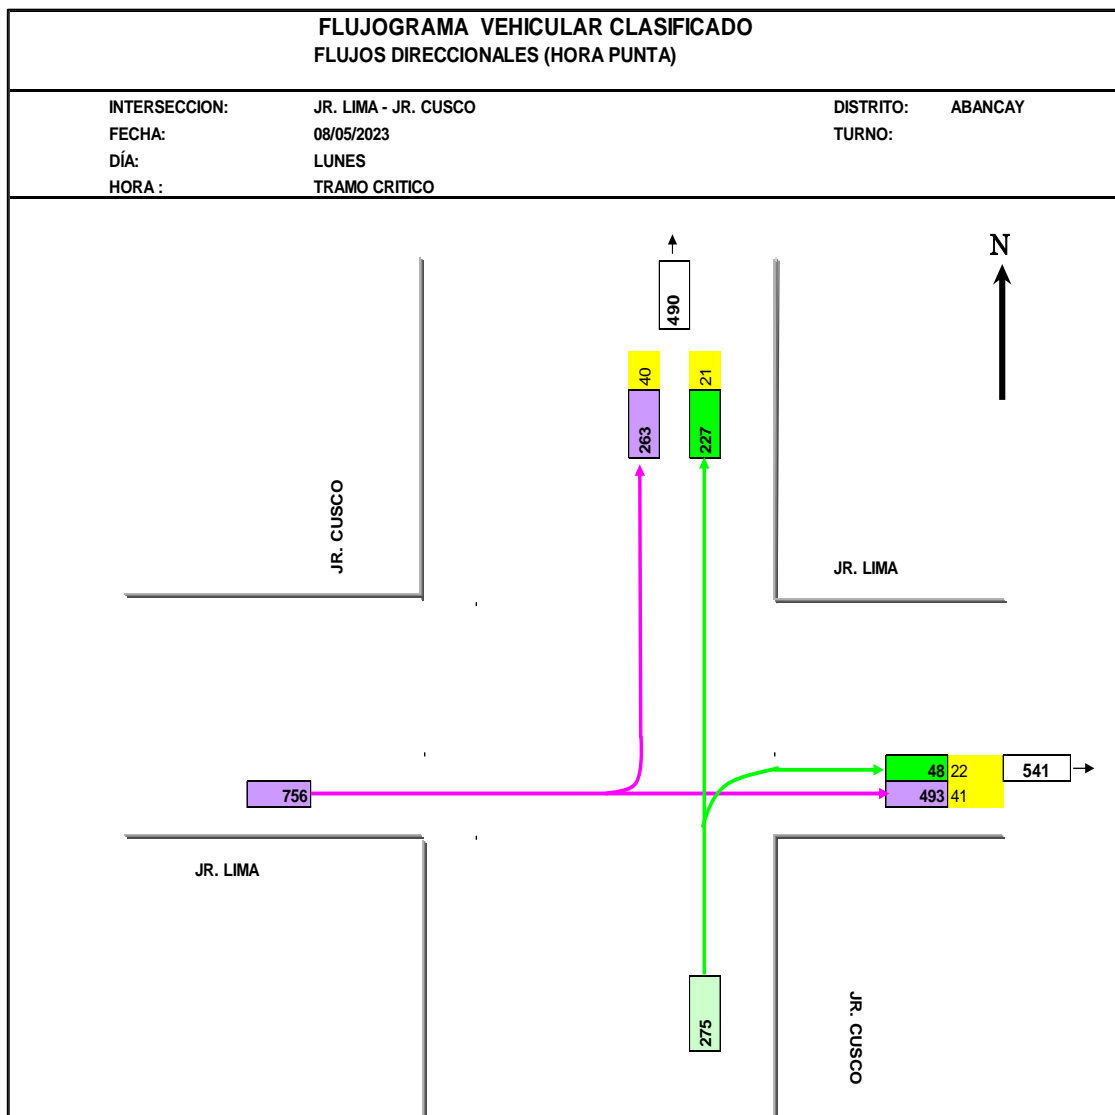 FLUJOGRAMA VEHICULAR CLASIFICADO
FLUJOS DIRECCIONALES (HORA PUNTA)
INTERSECCION: JR. LIMA - JR. CUSCO DISTRITO: ABANCAY
FECHA: 08/05/2023 TURNO:
DÍA: LUNES
HORA : TRAMO CRITICO
N
490
40 21
263 227
JR. CUSCO
JR. LIMA
48 22 541
756 493 41
JR. LIMA
275
JR. CUSCO